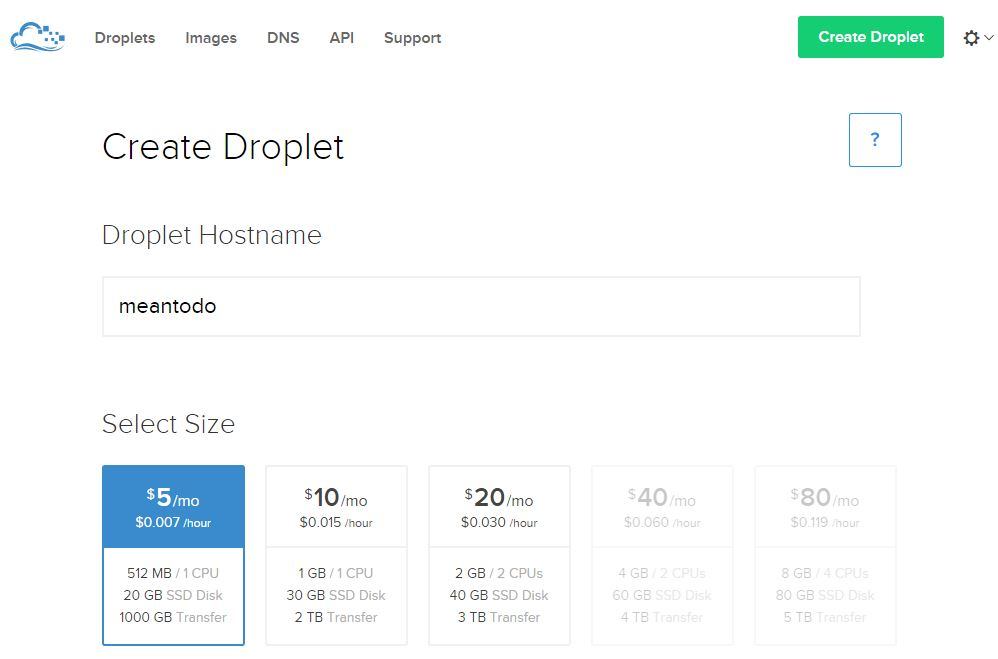 Droplets Images DNS API Support Create Droplet
Create Droplet
?
Droplet Hostname
meantodo
Select Size
$5/mo $10/mo $20/mo $40/mo $80/mo
$0.007 /hour $0.015 /hour $0.030 /hour $0.060 /hour $0.119 /hour
512 MB / 1 CPU 1 GB / 1 CPU 2 GB / 2 CPUs 4 GB / 2 CPUs 8 GB / 4 CPUs
20 GB SSD Disk 30 GB SSD Disk 40 GB SSD Disk 60 GB SSD Disk 80 GB SSD Disk
1000 GB Transfer 2 TB Transfer 3 TB Transfer 4 TB Transfer 5 TB Transfer